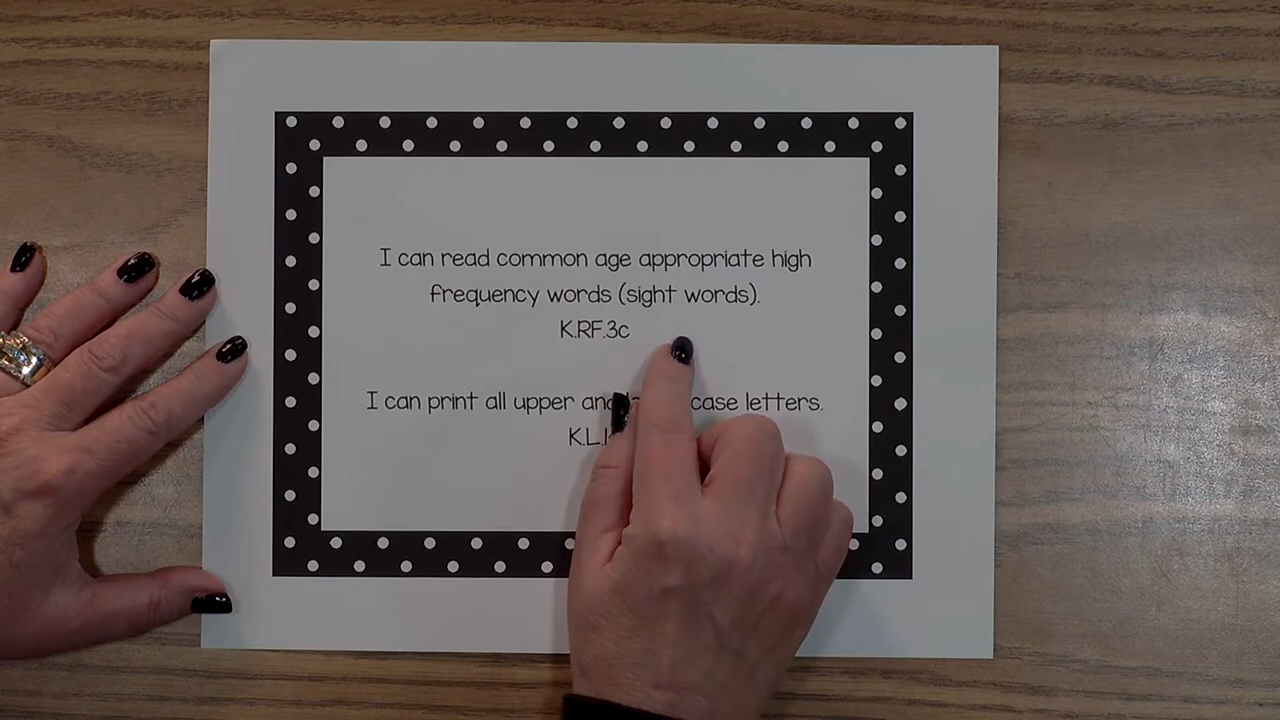 I can read common age appropriate high
frequency words (sight words).
K.RF.3c
I can print all upper and case letters.
K.L.1